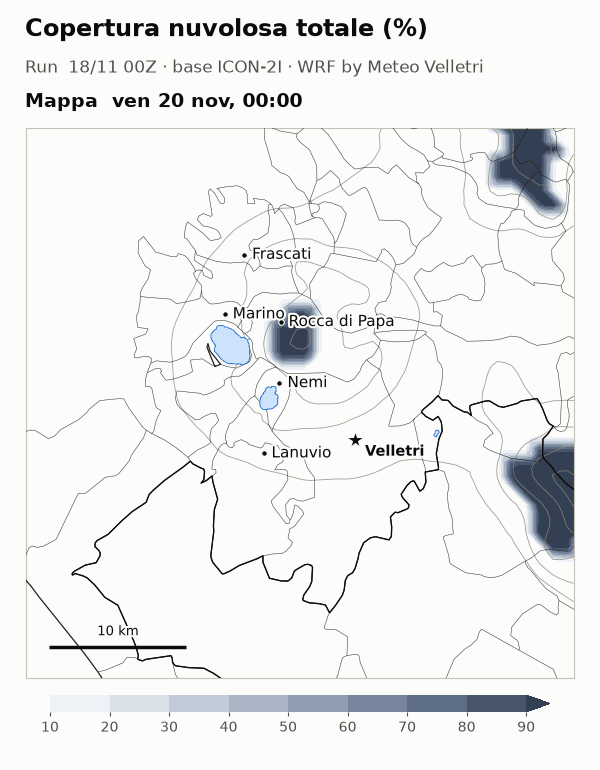 Copertura nuvolosa totale (%)
Run  18/11 00Z · base ICON-2I · WRF by Meteo Velletri
Mappa  ven 20 nov, 00:00
Frascati
Marino
Rocca di Papa
Nemi
Velletri
Lanuvio
10 km
10 20 30 40 50 60 70 80 90